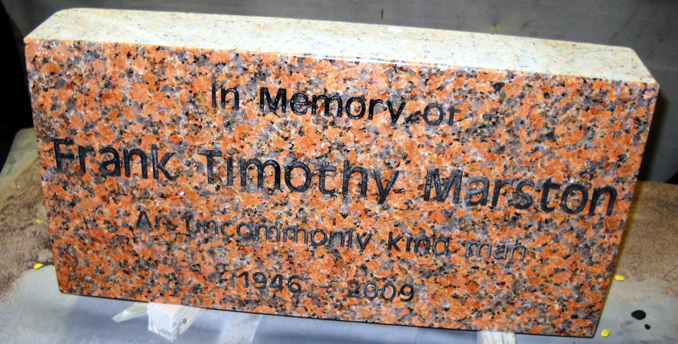 In Memory of
Frank Timothy Marston
An uncommonly kind man
1946 - 2009